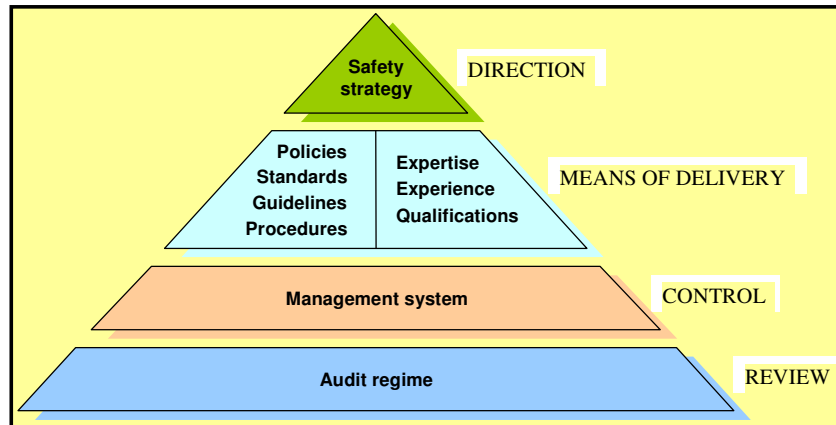 Safety
strategy
DIRECTION
Policies
Standards
Guidelines
Procedures
Expertise
Experience
Qualifications
MEANS OF DELIVERY
Management system
CONTROL
Audit regime
REVIEW